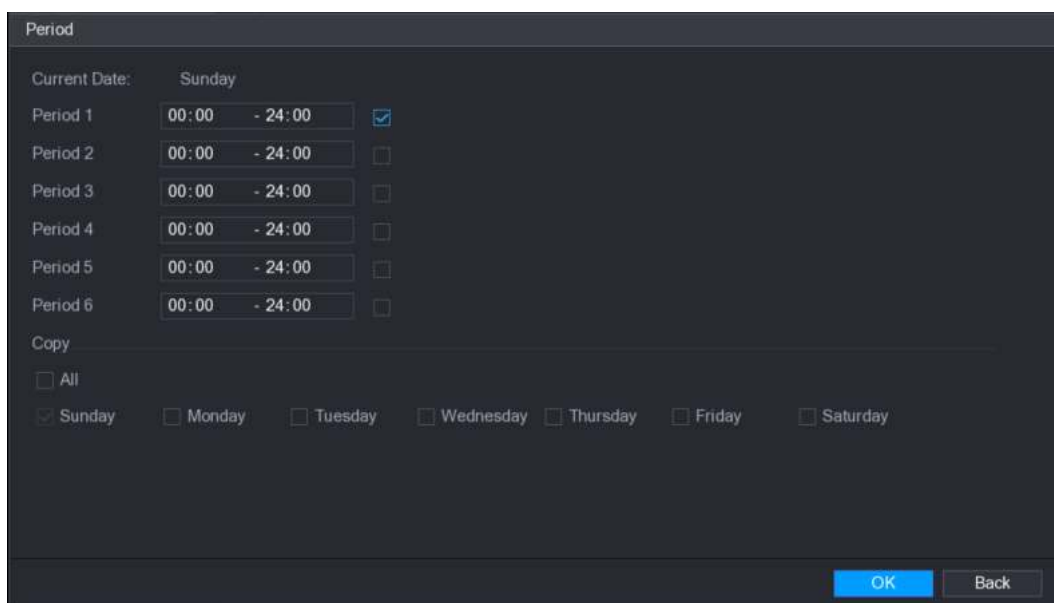 Period
Current Date: Sunday
Period 1 00:00 - 24:00
Period 2 00:00 - 24:00
Period 3 00:00 - 24:00
Period 4 00:00 - 24:00
Period 5 00:00 - 24:00
Period 6 00:00 - 24:00
Copy
All
Sunday Monday Tuesday Wednesday Thursday Friday Saturday
OK Back